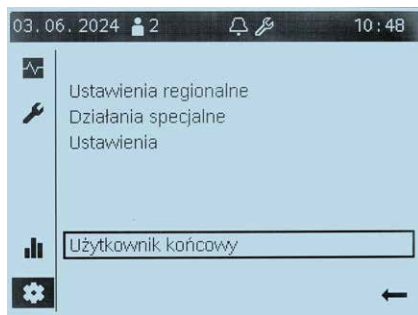 03.06.2024 2 10:48
Ustawienia regionalne
Działania specjalne
Ustawienia
Użytkownik końcowy